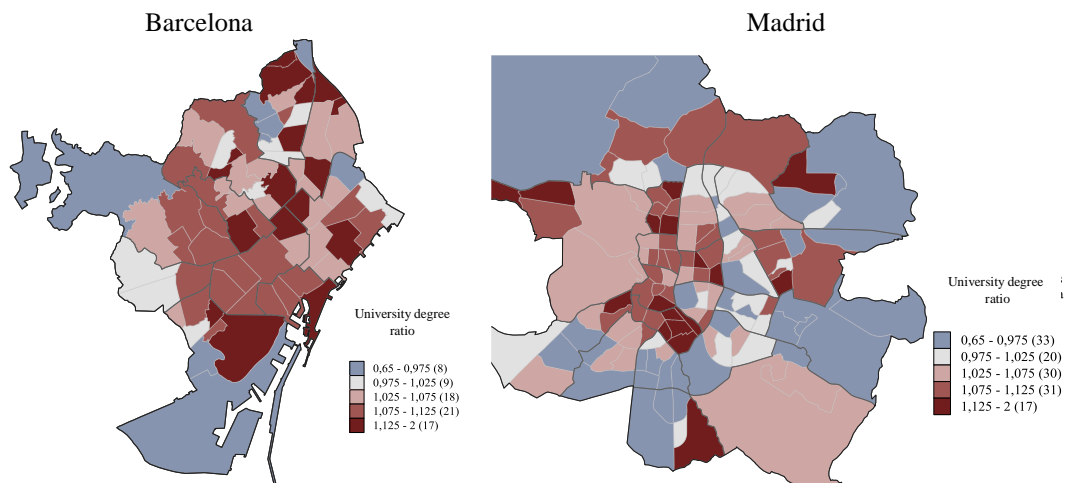 Barcelona
Madrid
University degree
ratio
0,65 - 0,975 (8)
0,975 - 1,025 (9)
1,025 - 1,075 (18)
1,075 - 1,125 (21)
1,125 - 2 (17)
University degree
ratio
0,65 - 0,975 (33)
0,975 - 1,025 (20)
1,025 - 1,075 (30)
1,075 - 1,125 (31)
1,125 - 2 (17)